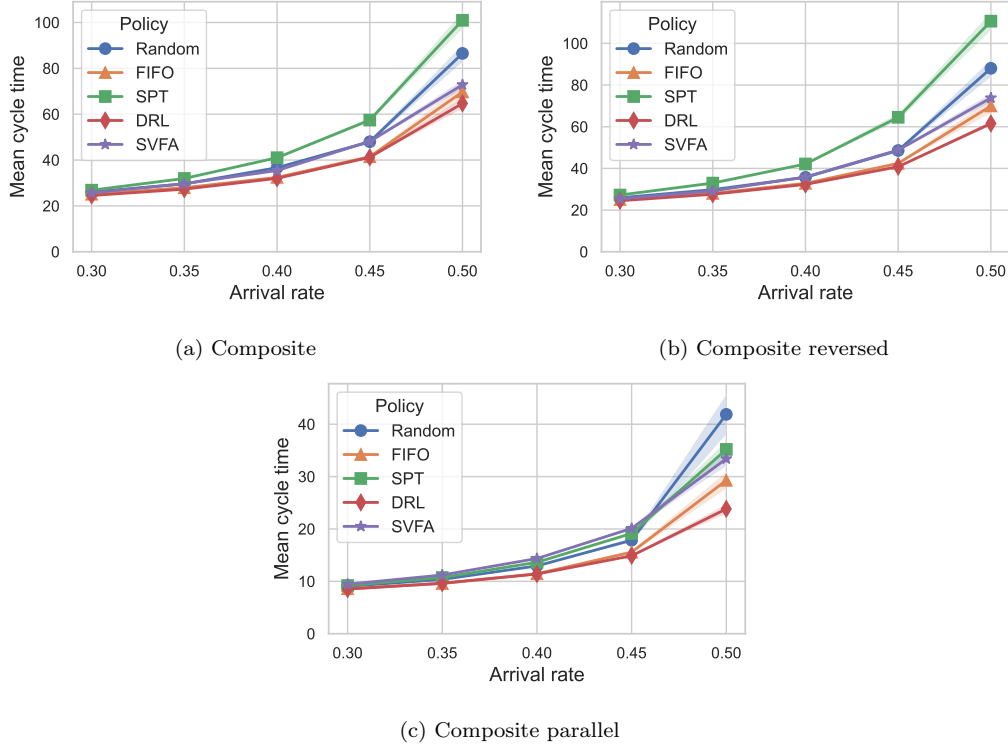 Mean cycle time
100
80
60
40
20
0
Policy
Random
FIFO
SPT
DRL
SVFA
0.30 0.35 0.40 0.45 0.50
Arrival rate
(a) Composite
Mean cycle time
100
80
60
40
20
0
Policy
Random
FIFO
SPT
DRL
SVFA
0.30 0.35 0.40 0.45 0.50
Arrival rate
(b) Composite reversed
Mean cycle time
40
30
20
10
0
Policy
Random
FIFO
SPT
DRL
SVFA
0.30 0.35 0.40 0.45 0.50
Arrival rate
(c) Composite parallel